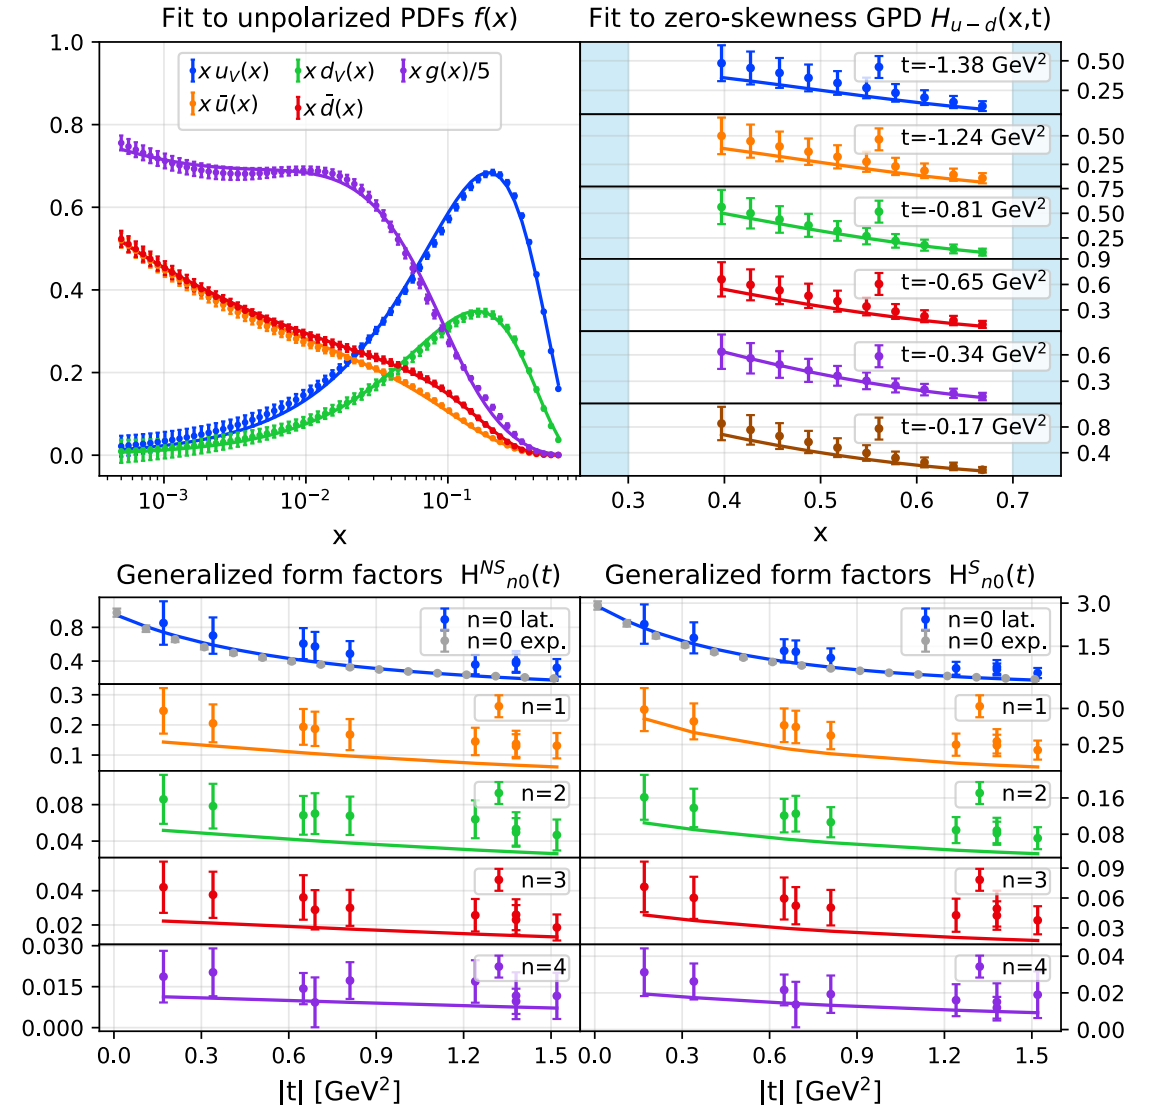 Fit to unpolarized PDFs f(x)
1.0
0.8
0.6
0.4
0.2
0.0
x u_V(x)
x d_V(x)
x g(x)/5
x ū(x)
x d̄(x)
10⁻³
10⁻²
10⁻¹
x
Fit to zero-skewness GPD H_{u−d}(x,t)
t=-1.38 GeV²
0.50
0.25
t=-1.24 GeV²
0.50
0.25
t=-0.81 GeV²
0.75
0.50
0.25
t=-0.65 GeV²
0.9
0.6
0.3
t=-0.34 GeV²
0.6
0.3
t=-0.17 GeV²
0.8
0.4
0.3
0.4
0.5
0.6
0.7
x
Generalized form factors H^{NS}_{n0}(t)
0.8
0.4
n=0 lat.
n=0 exp.
0.3
0.2
0.1
n=1
0.08
0.04
n=2
0.04
0.02
n=3
0.030
0.015
0.000
n=4
0.0
0.3
0.6
0.9
1.2
1.5
|t| [GeV²]
Generalized form factors H^{S}_{n0}(t)
n=0 lat.
n=0 exp.
3.0
1.5
n=1
0.50
0.25
n=2
0.16
0.08
n=3
0.09
0.06
0.03
n=4
0.04
0.02
0.00
0.0
0.3
0.6
0.9
1.2
1.5
|t| [GeV²]